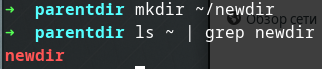 ➜ parentdir mkdir ~/newdir
Обзор сети
➜ parentdir ls ~ | grep newdir
newdir